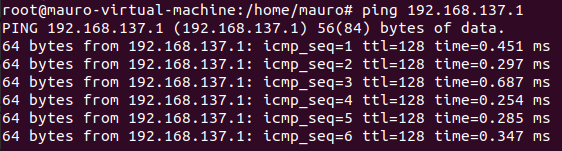 root@mauro-virtual-machine:/home/mauro# ping 192.168.137.1
PING 192.168.137.1 (192.168.137.1) 56(84) bytes of data.
64 bytes from 192.168.137.1: icmp_seq=1 ttl=128 time=0.451 ms
64 bytes from 192.168.137.1: icmp_seq=2 ttl=128 time=0.297 ms
64 bytes from 192.168.137.1: icmp_seq=3 ttl=128 time=0.687 ms
64 bytes from 192.168.137.1: icmp_seq=4 ttl=128 time=0.254 ms
64 bytes from 192.168.137.1: icmp_seq=5 ttl=128 time=0.285 ms
64 bytes from 192.168.137.1: icmp_seq=6 ttl=128 time=0.347 ms